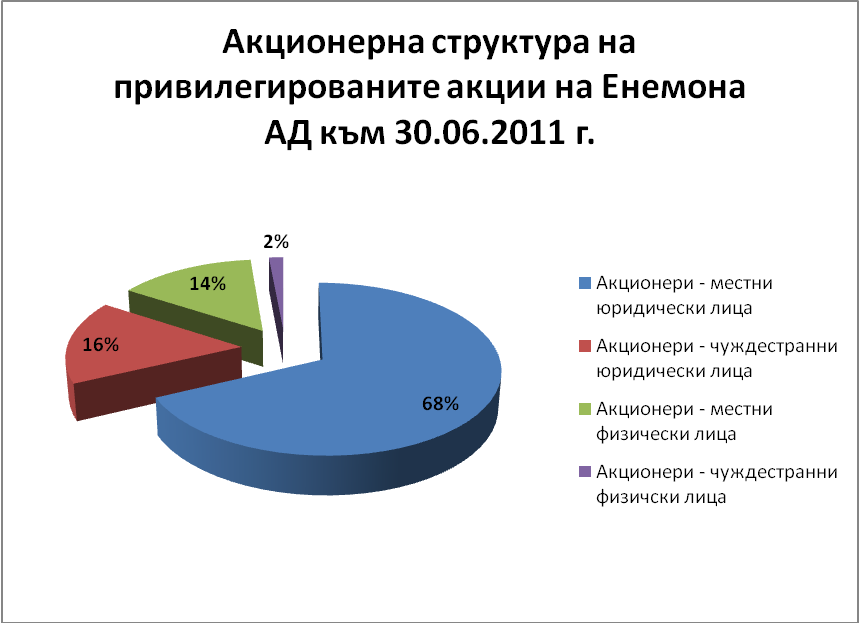 Акционерна структура на
привилегированите акции на Енемона
АД към 30.06.2011 г.
2%
14%
16%
68%
Акционери - местни
юридически лица
Акционери - чуждестранни
юридически лица
Акционери - местни
физически лица
Акционери - чуждестранни
физичски лица